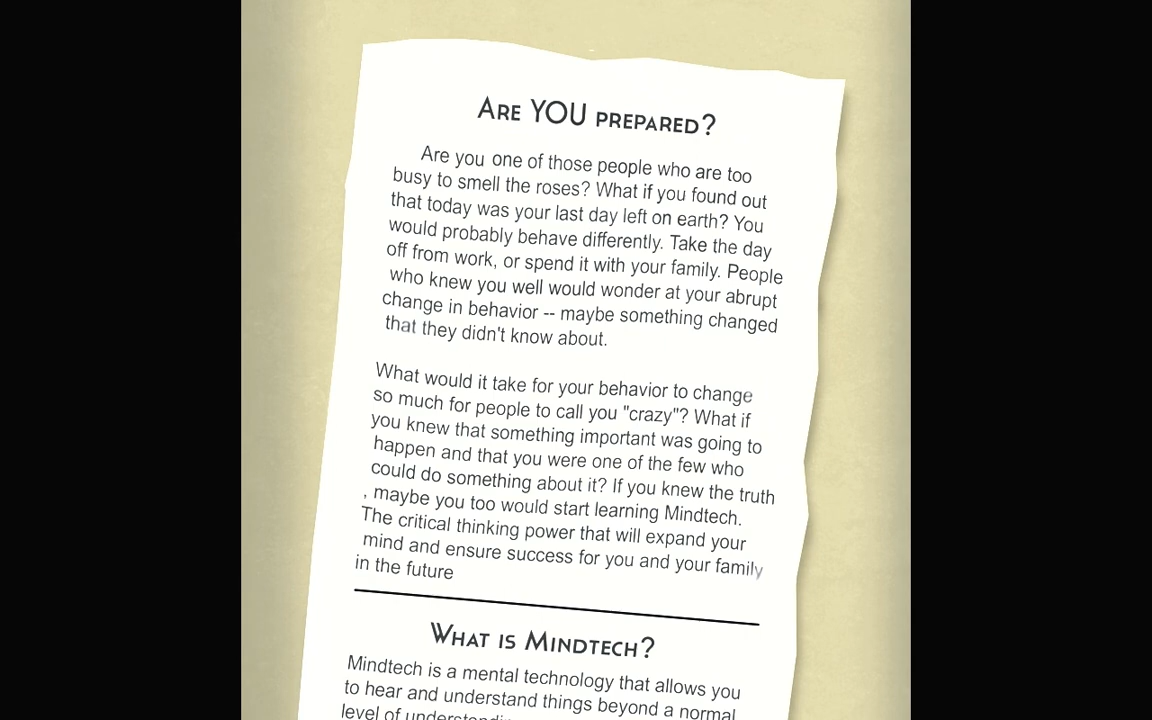 Are YOU prepared?
Are you one of those people who are too
busy to smell the roses? What if you found out
that today was your last day left on earth? You
would probably behave differently. Take the day
off from work, or spend it with your family. People
who knew you well would wonder at your abrupt
change in behavior -- maybe something changed
that they didn't know about.
What would it take for your behavior to change
so much for people to call you "crazy"? What if
you knew that something important was going to
happen and that you were one of the few who
could do something about it? If you knew the truth
, maybe you too would start learning Mindtech.
The critical thinking power that will expand your
mind and ensure success for you and your family
in the future
What is Mindtech?
Mindtech is a mental technology that allows you
to hear and understand things beyond a normal
level of understanding